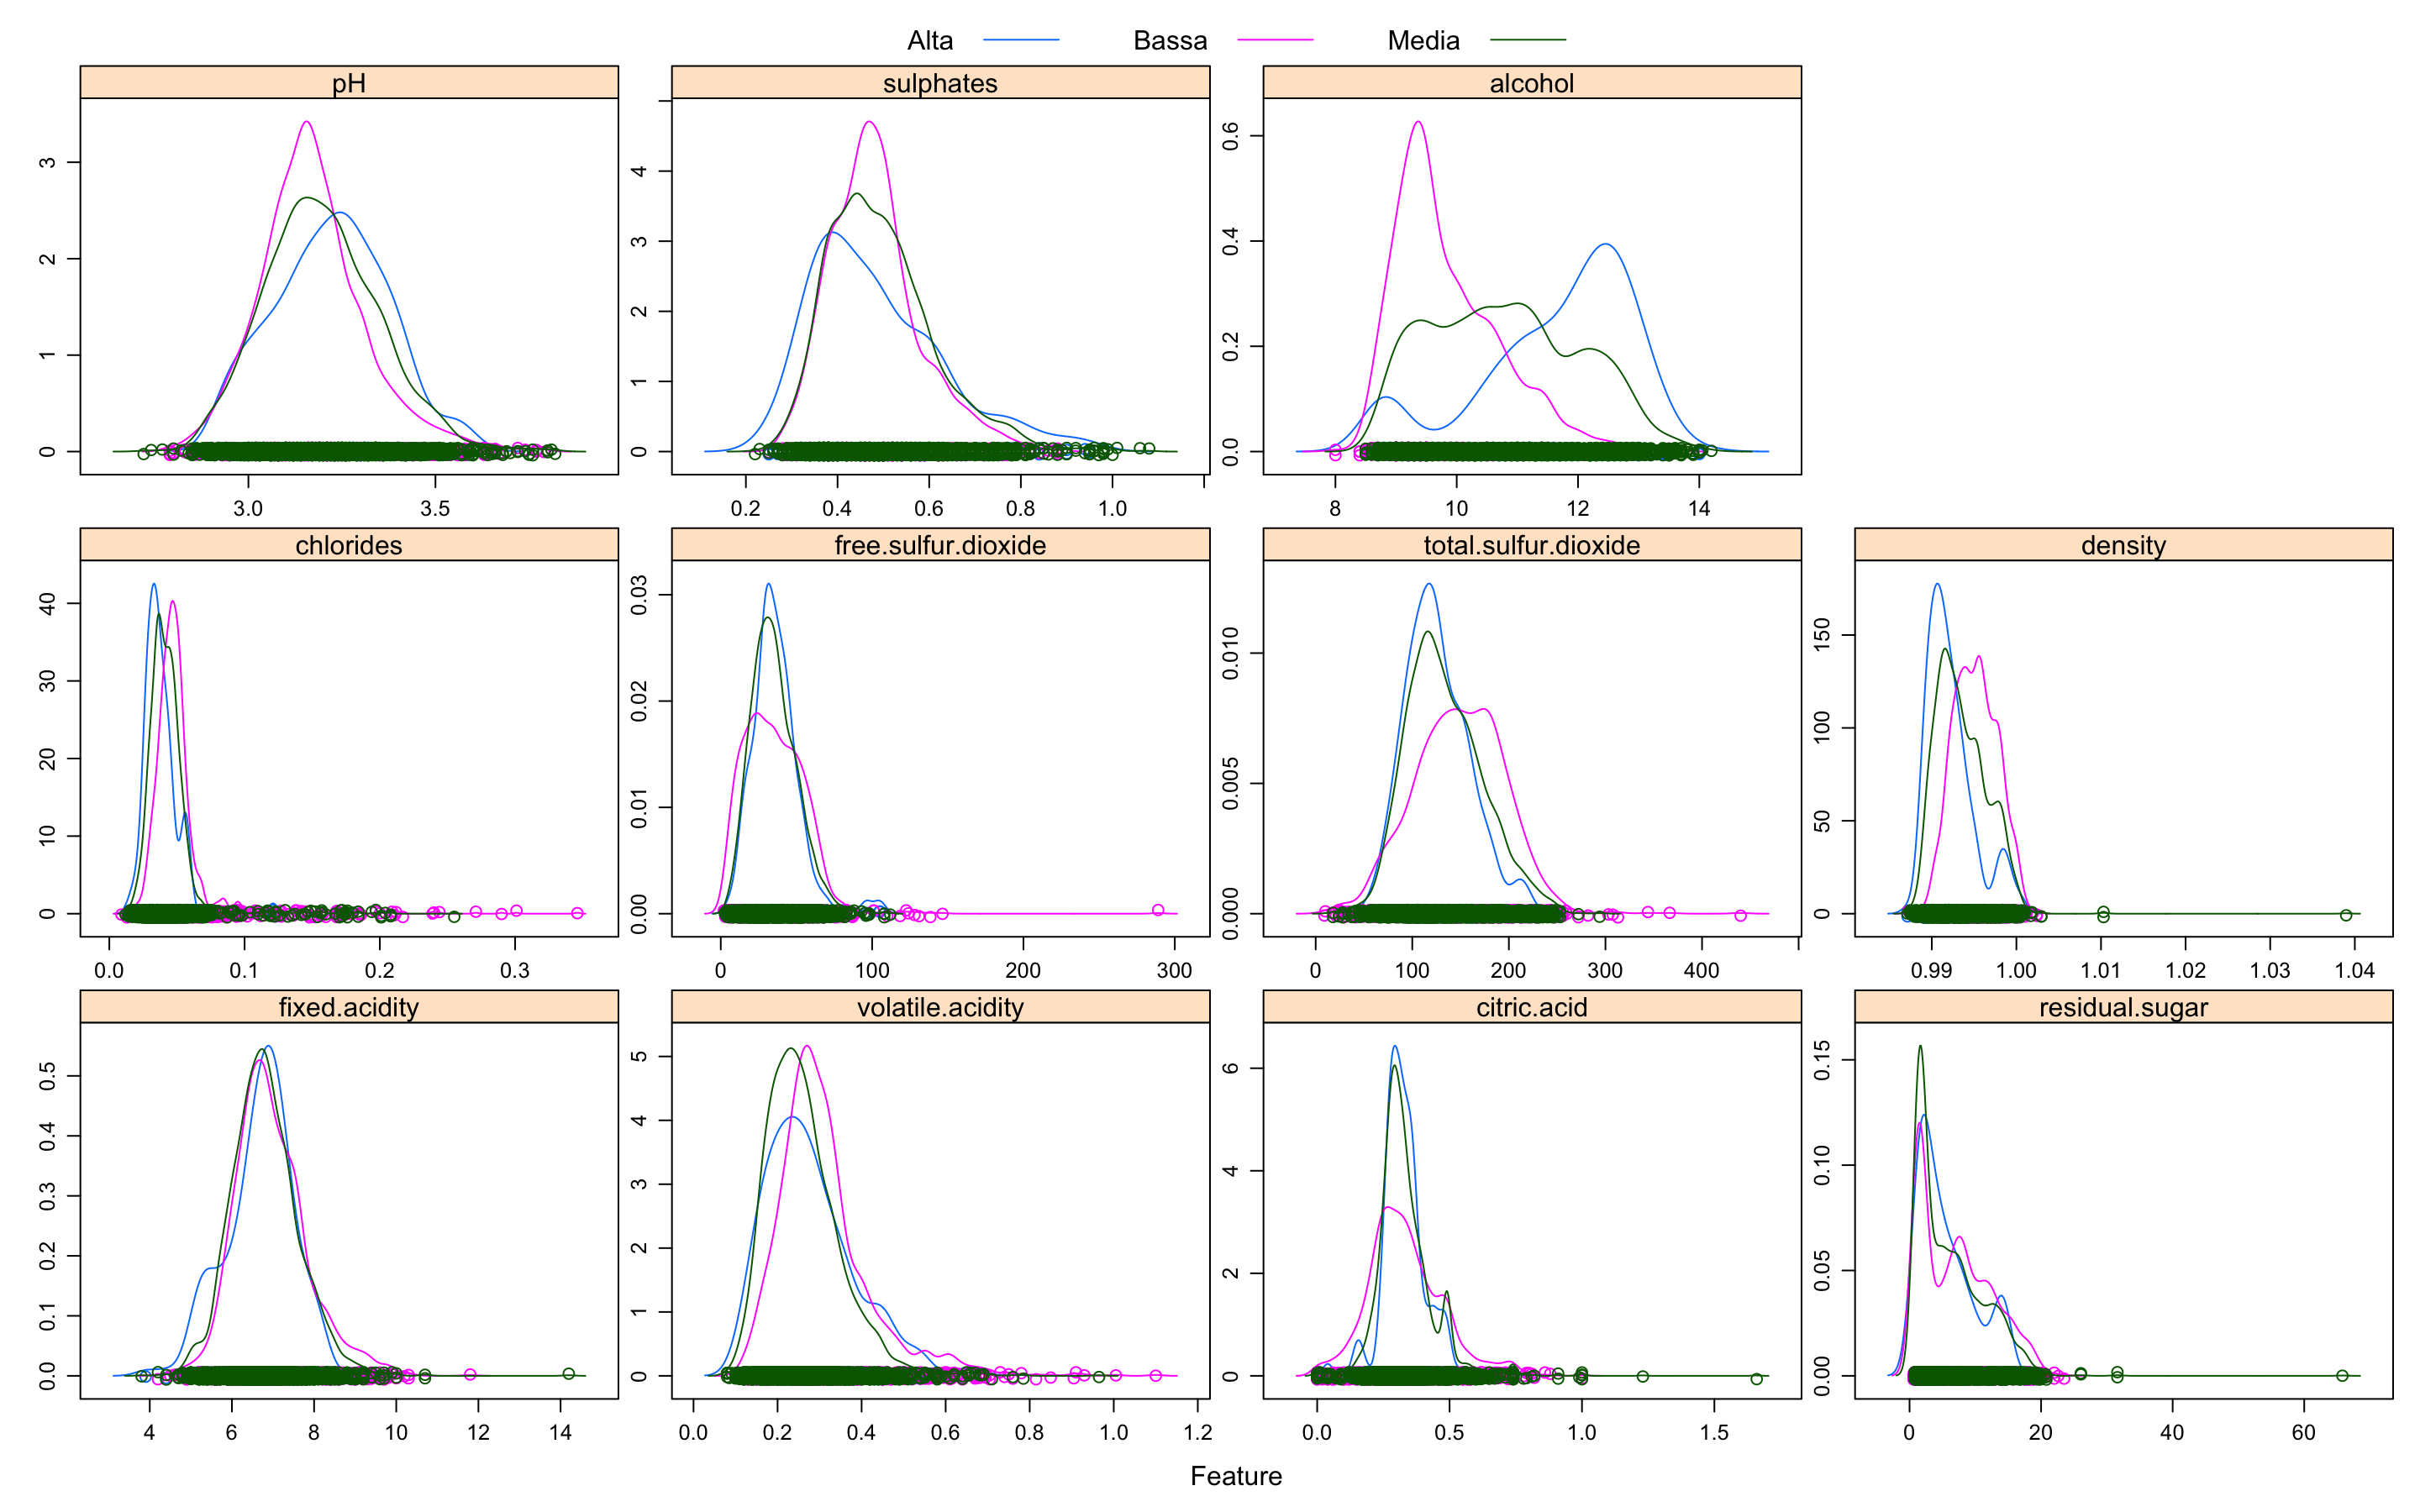 Alta Bassa Media
pH sulphates alcohol
0 1 2 3
0 1 2 3 4
0.0 0.2 0.4 0.6
3.0 3.5
0.2 0.4 0.6 0.8 1.0
8 10 12 14
chlorides free.sulfur.dioxide total.sulfur.dioxide density
0 10 20 30 40
0.00 0.01 0.02 0.03
0.000 0.005 0.010
0 50 100 150
0.0 0.1 0.2 0.3
0 100 200 300
0 100 200 300 400
0.99 1.00 1.01 1.02 1.03 1.04
fixed.acidity volatile.acidity citric.acid residual.sugar
0.0 0.1 0.2 0.3 0.4 0.5
0 1 2 3 4 5
0 2 4 6
0.00 0.05 0.10 0.15
4 6 8 10 12 14
0.0 0.2 0.4 0.6 0.8 1.0 1.2
0.0 0.5 1.0 1.5
0 20 40 60
Feature